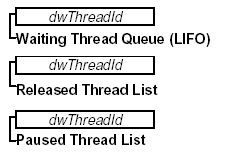 dwThreadId
Waiting Thread Queue (LIFO)
dwThreadId
Released Thread List
dwThreadId
Paused Thread List